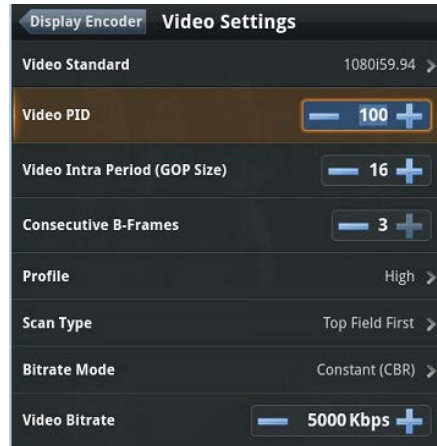 Display Encoder Video Settings
Video Standard 1080i59.94
Video PID 100
Video Intra Period (GOP Size) 16
Consecutive B-Frames 3
Profile High
Scan Type Top Field First
Bitrate Mode Constant (CBR)
Video Bitrate 5000 Kbps